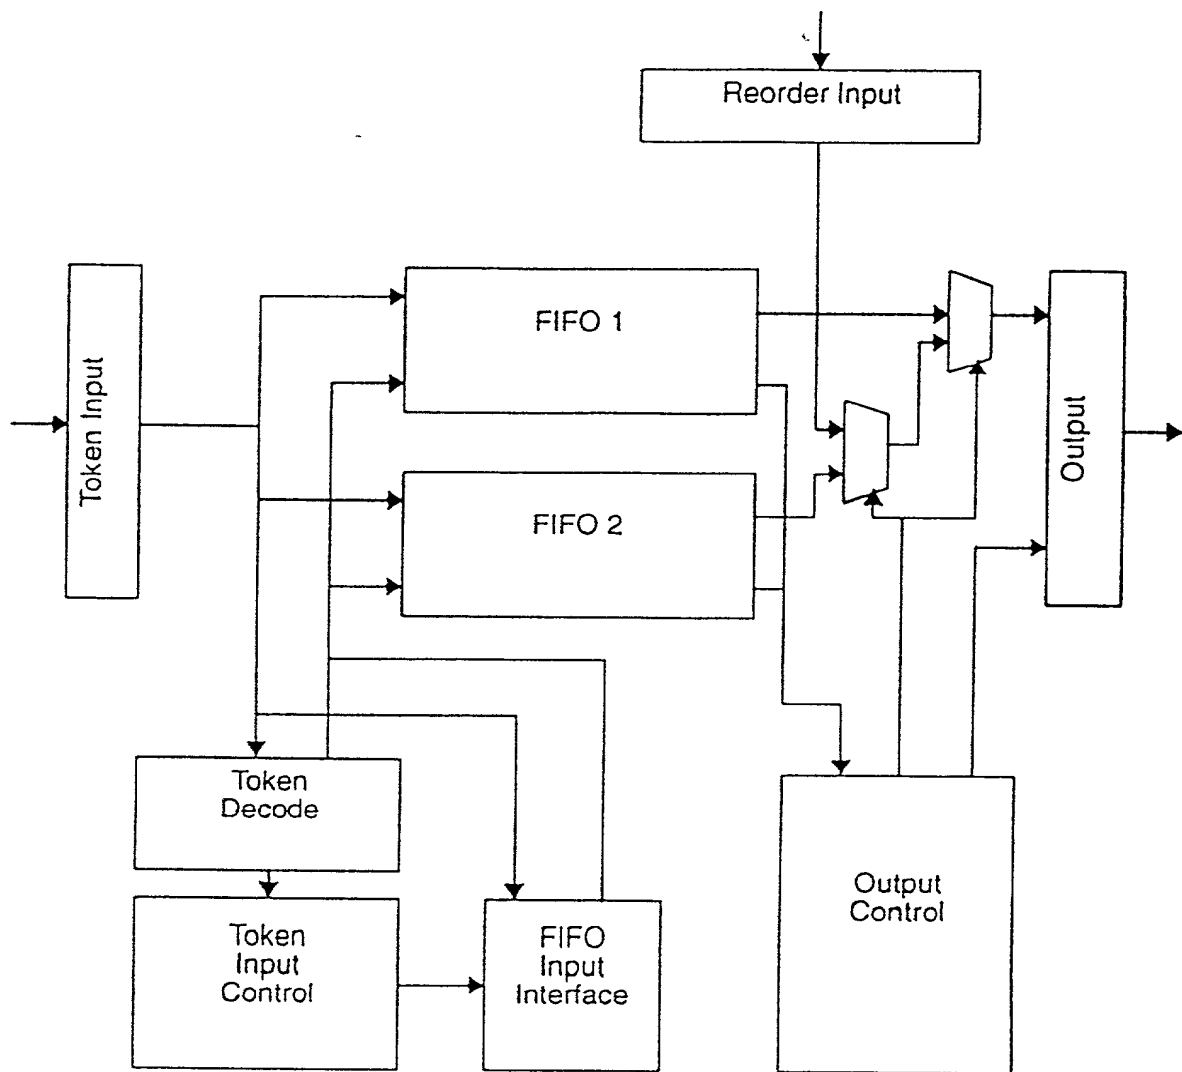 Reorder Input
Token Input
FIFO 1
FIFO 2
Output
Token
Decode
Token
Input
Control
FIFO
Input
Interface
Output
Control